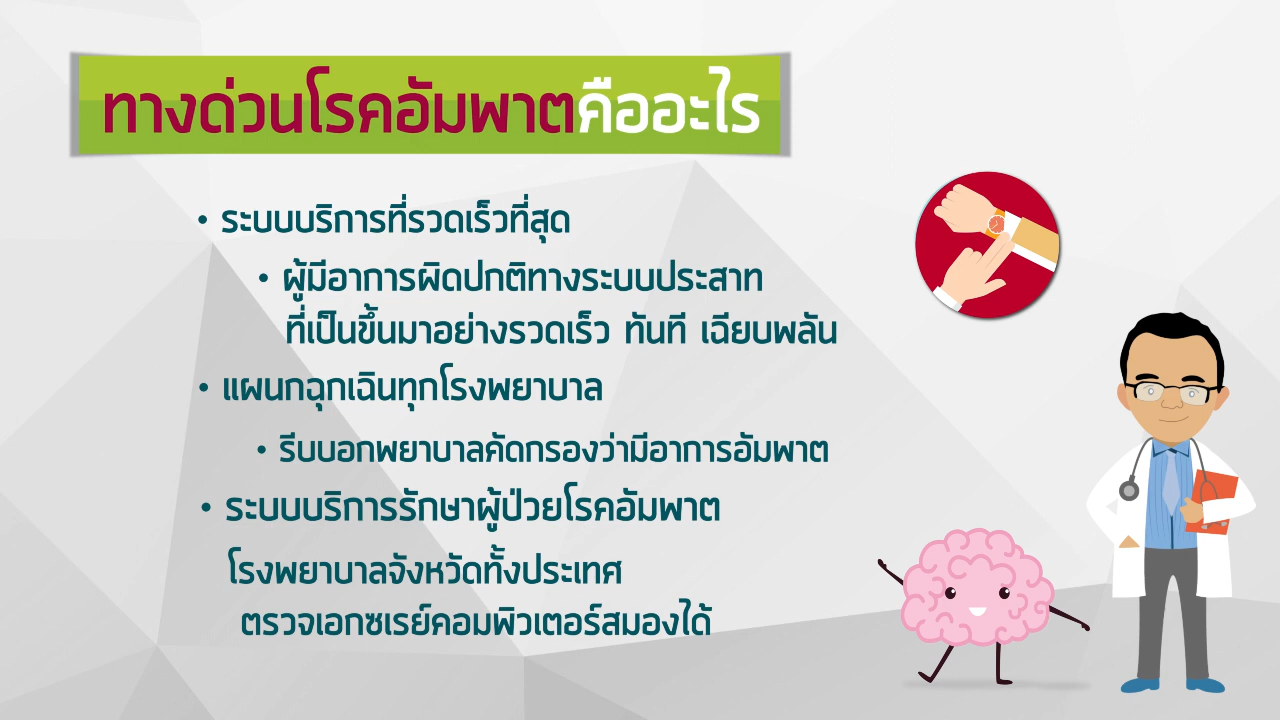 ทางด่วนโรคอัมพาตคืออะไร
• ระบบบริการที่รวดเร็วที่สุด
• ผู้มีอาการผิดปกติทางระบบประสาท
ที่เป็นขึ้นมาอย่างรวดเร็ว ทันที เฉียบพลัน
• แผนกฉุกเฉินทุกโรงพยาบาล
• รีบบอกพยาบาลคัดกรองว่ามีอาการอัมพาต
• ระบบบริการรักษาผู้ป่วยโรคอัมพาต
โรงพยาบาลจังหวัดทั้งประเทศ
ตรวจเอกซเรย์คอมพิวเตอร์สมองได้